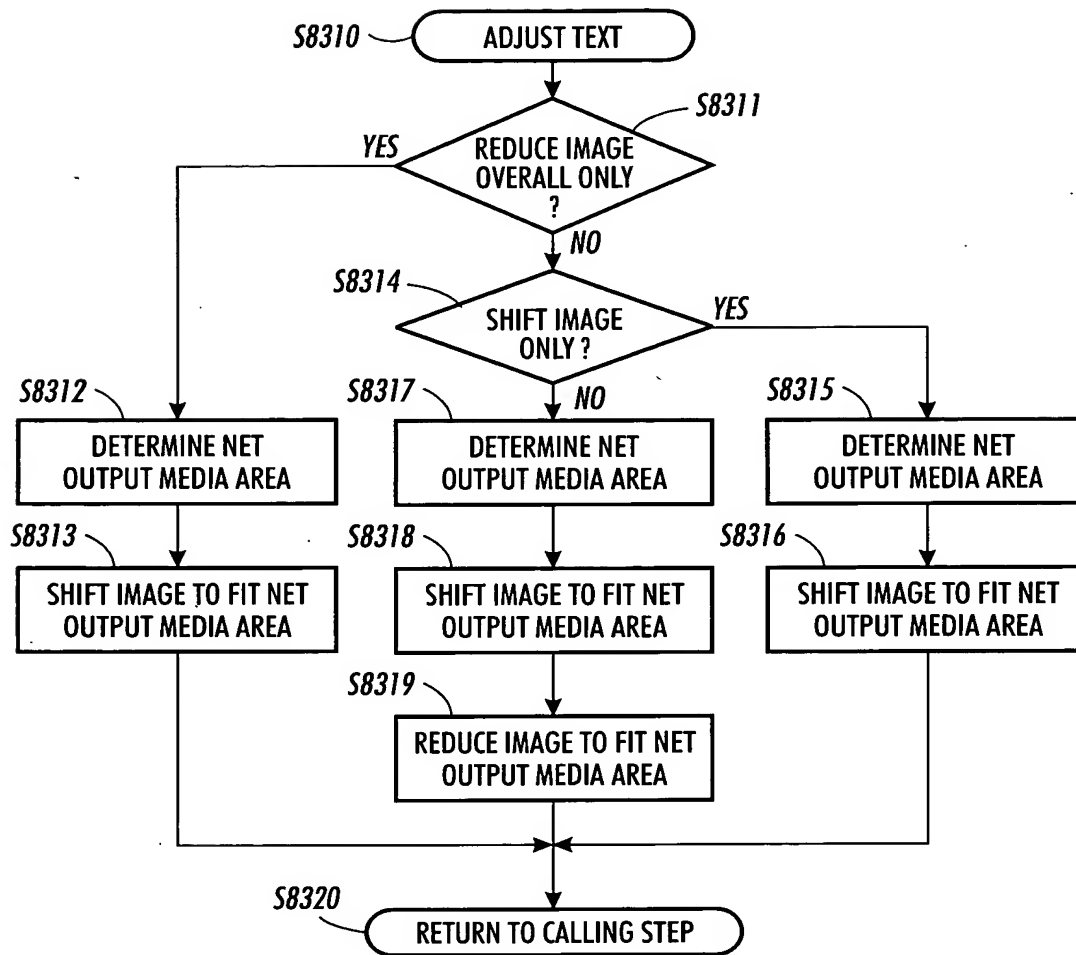 S8310
ADJUST TEXT
S8311
YES
REDUCE IMAGE
OVERALL ONLY
?
NO
S8314
YES
SHIFT IMAGE
ONLY ?
NO
S8312
DETERMINE NET
OUTPUT MEDIA AREA
S8317
DETERMINE NET
OUTPUT MEDIA AREA
S8315
DETERMINE NET
OUTPUT MEDIA AREA
S8313
SHIFT IMAGE TO FIT NET
OUTPUT MEDIA AREA
S8318
SHIFT IMAGE TO FIT NET
OUTPUT MEDIA AREA
S8316
SHIFT IMAGE TO FIT NET
OUTPUT MEDIA AREA
S8319
REDUCE IMAGE TO FIT NET
OUTPUT MEDIA AREA
S8320
RETURN TO CALLING STEP